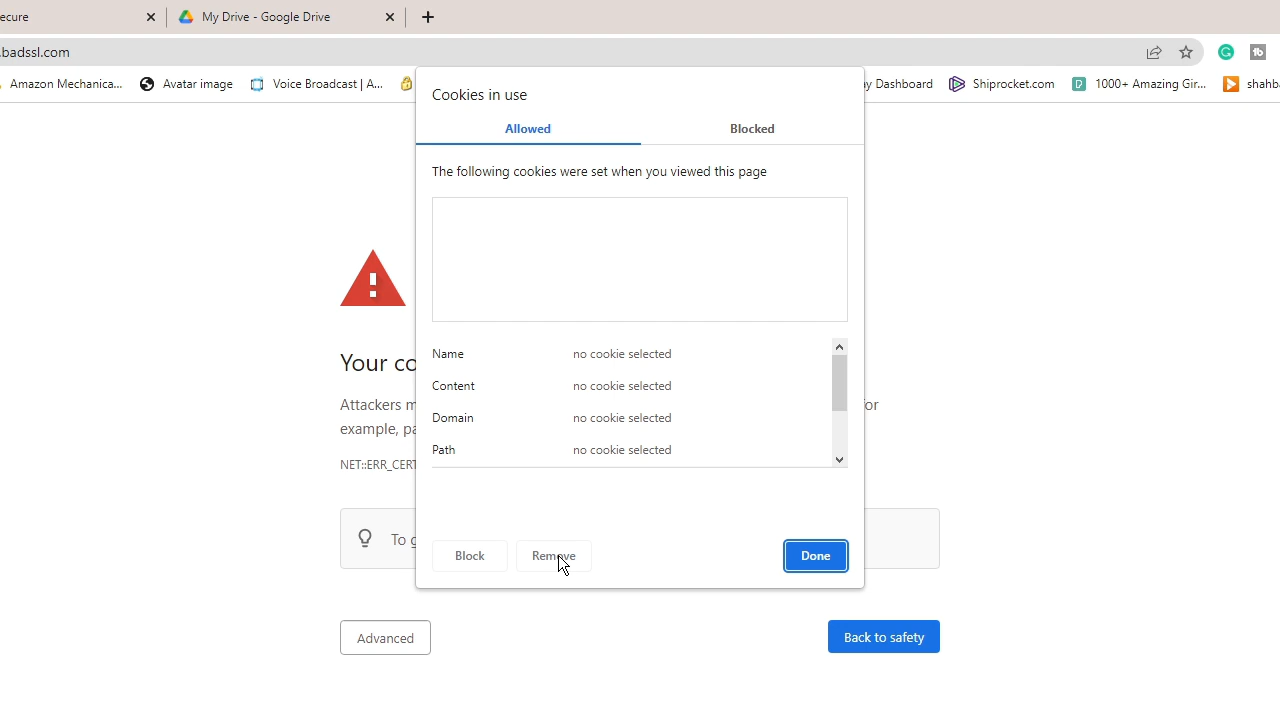 ecure
My Drive - Google Drive
.badssl.com
Amazon Mechanica...
Avatar image
Voice Broadcast | A...
y Dashboard
Shiprocket.com
1000+ Amazing Gir...
shahb
Cookies in use
Allowed
Blocked
The following cookies were set when you viewed this page
Your co
Name no cookie selected
Content no cookie selected
Attackers m
or
Domain no cookie selected
example, pa
Path no cookie selected
NET::ERR_CERT
To g
Block
Remove
Done
Advanced
Back to safety